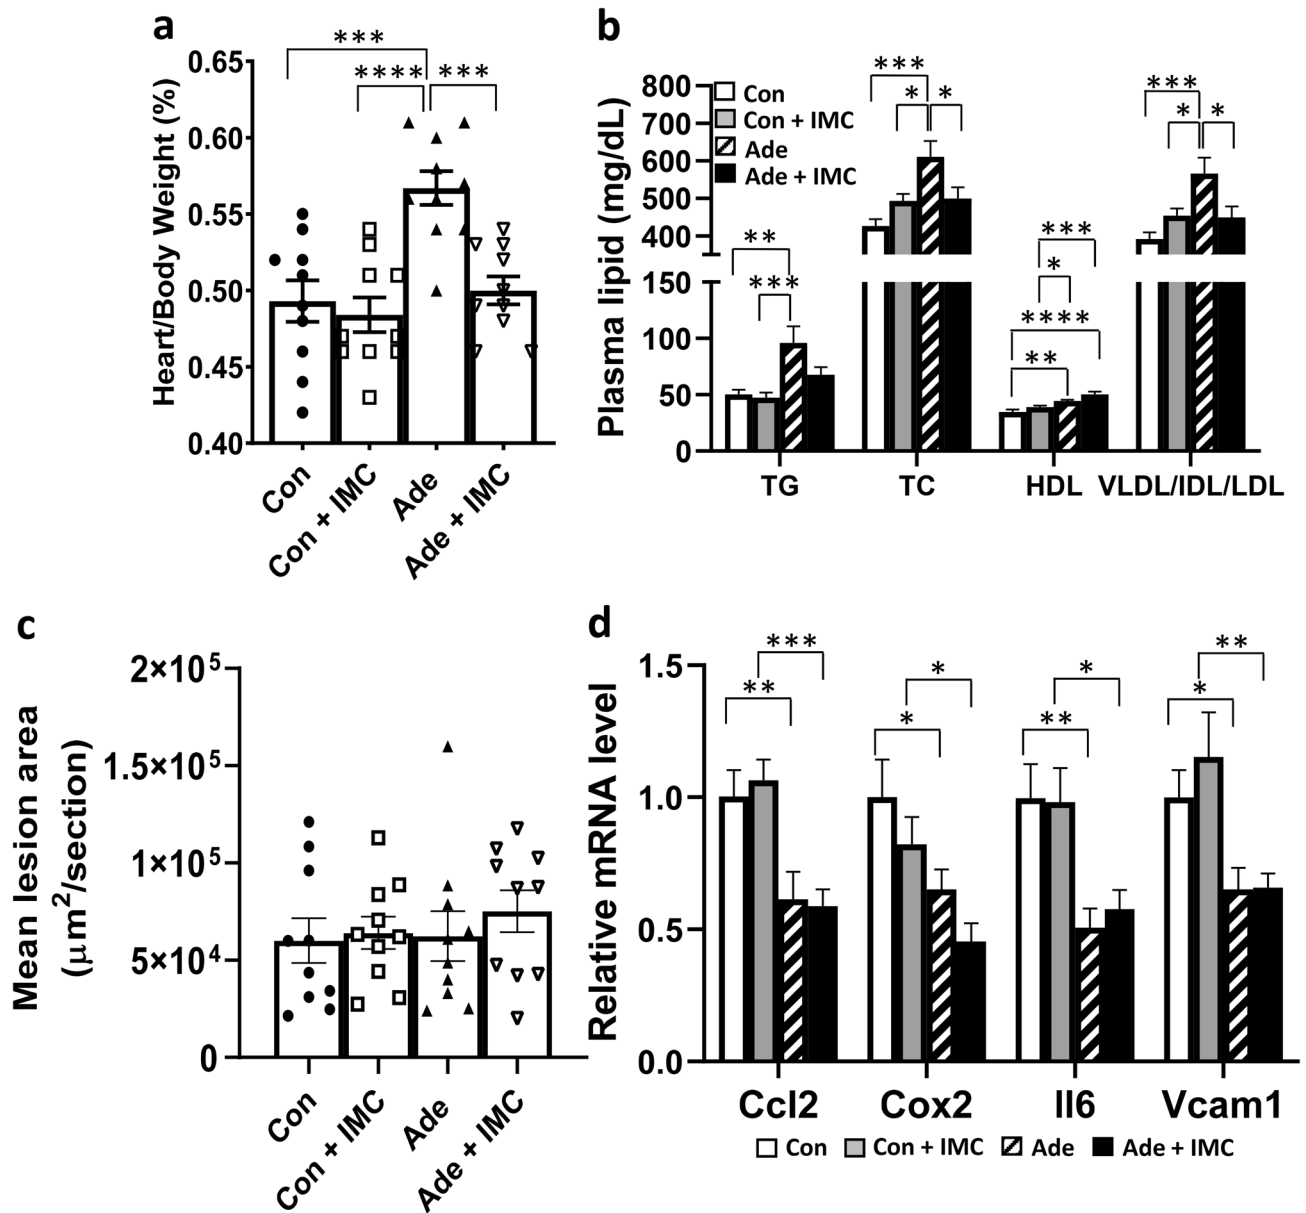 a
Heart/Body Weight (%)
0.65
0.60
0.55
0.50
0.45
0.40
***
****
***
Con
Con + IMC
Ade
Ade + IMC
b
Plasma lipid (mg/dL)
800
700
600
500
400
150
100
50
0
Con
Con + IMC
Ade
Ade + IMC
**
***
***
*
*
***
*
****
**
***
*
*
TG
TC
HDL
VLDL/IDL/LDL
c
Mean lesion area
(μm²/section)
2×10⁵
1.5×10⁵
1×10⁵
5×10⁴
0
Con
Con + IMC
Ade
Ade + IMC
d
Relative mRNA level
1.5
1.0
0.5
0.0
***
**
*
*
*
**
**
*
Ccl2
Cox2
Il6
Vcam1
Con
Con + IMC
Ade
Ade + IMC